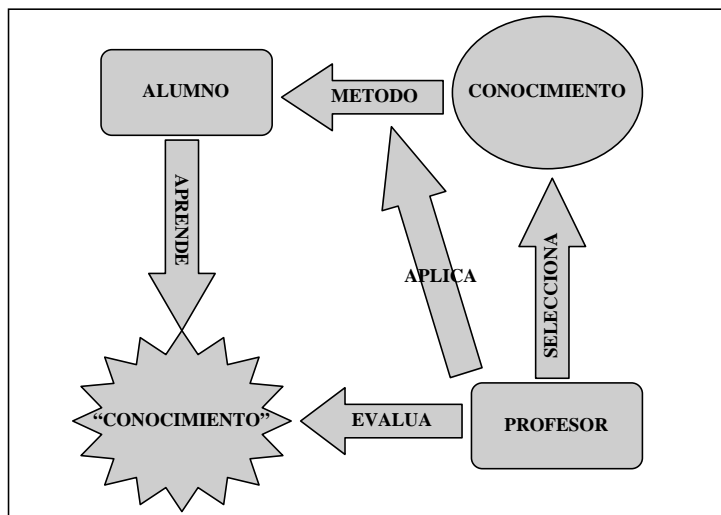 ALUMNO
METODO
CONOCIMIENTO
APRENDE
APLICA
SELECCIONA
“CONOCIMIENTO”
EVALUA
PROFESOR